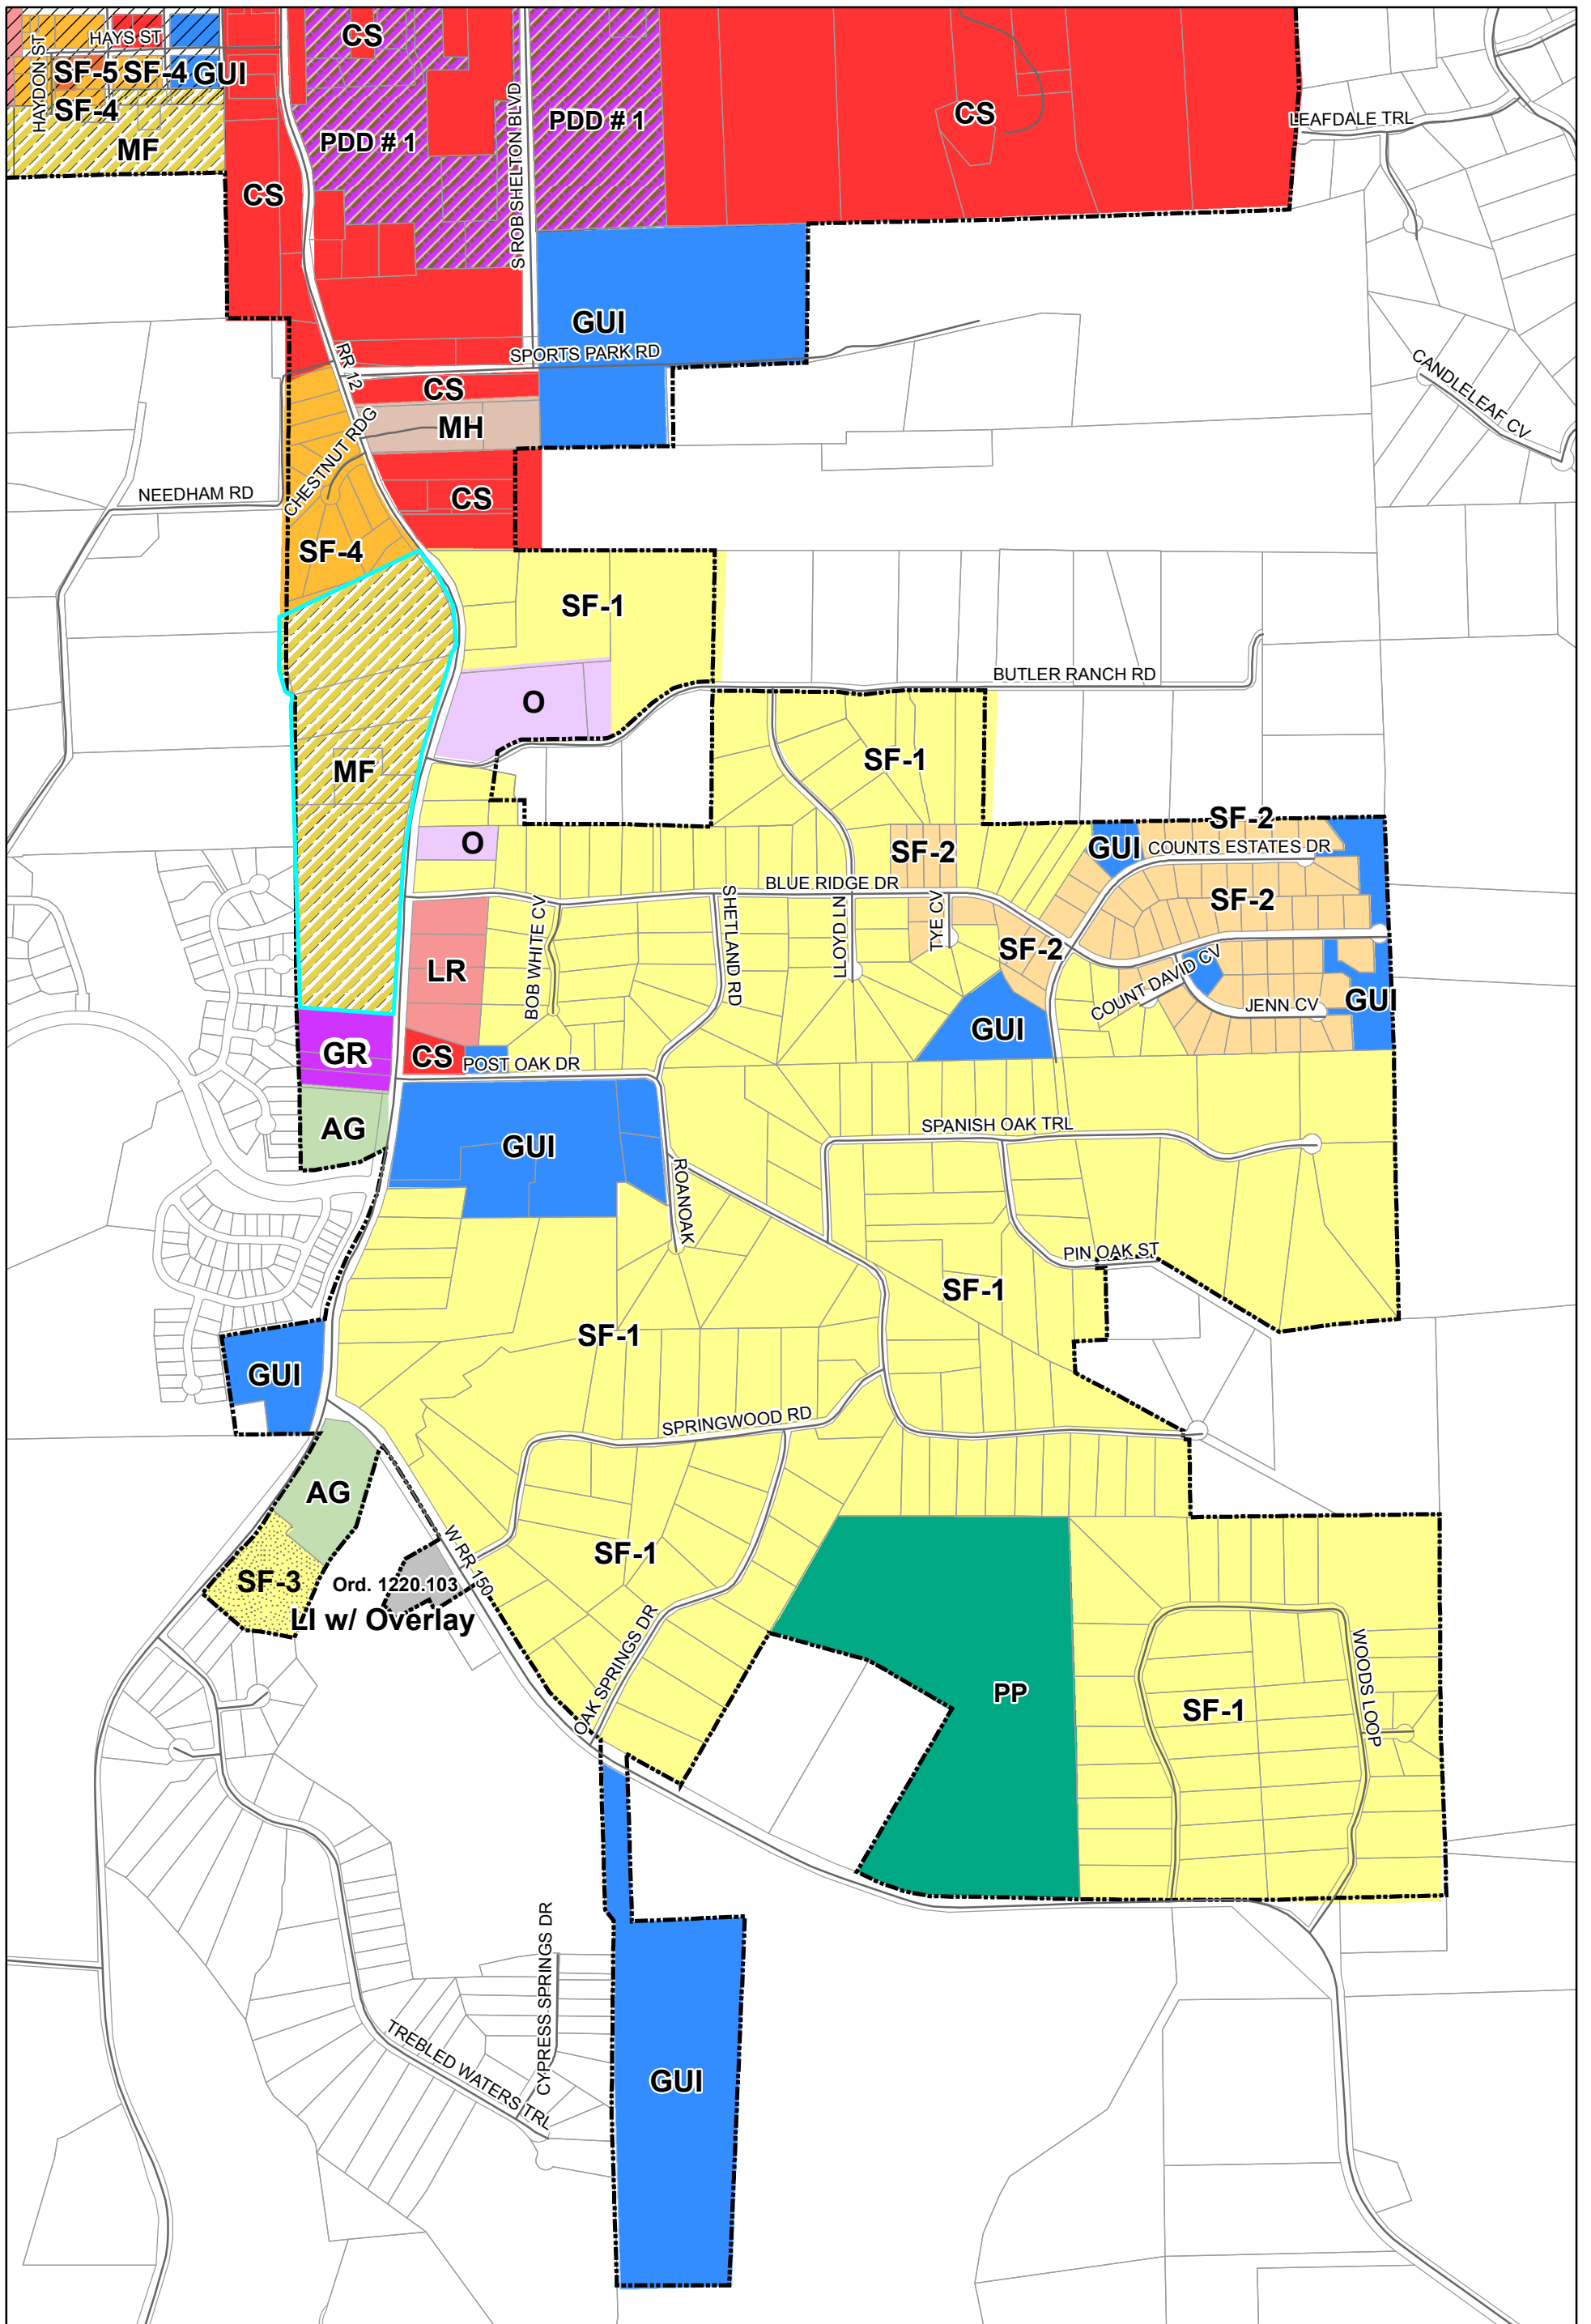 HAYS ST
CS
HAYDON ST
SF-5
SF-4
GUI
SF-4
MF
PDD # 1
S ROB SHELTON BLVD
PDD # 1
CS
LEAFDALE TRL
CS
GUI
RR 12
SPORTS PARK RD
CS
CANDLELEAF CV
MH
CHESTNUT RDG
NEEDHAM RD
CS
SF-4
SF-1
BUTLER RANCH RD
O
SF-1
MF
SF-2
O
SF-2
GUI
COUNTS ESTATES DR
BLUE RIDGE DR
SF-2
BOB WHITE CV
SHETLAND RD
LLOYD LN
TYE CV
SF-2
LR
COUNT DAVID CV
GUI
JENN CV
GUI
GR
CS
POST OAK DR
AG
GUI
SPANISH OAK TRL
ROANOAK
PIN OAK ST
SF-1
SF-1
GUI
SPRINGWOOD RD
AG
W RR 150
SF-1
SF-3
Ord. 1220.103
LI w/ Overlay
OAK SPRINGS DR
PP
SF-1
WOODS LOOP
CYPRESS SPRINGS DR
TREBLED WATERS TRL
GUI